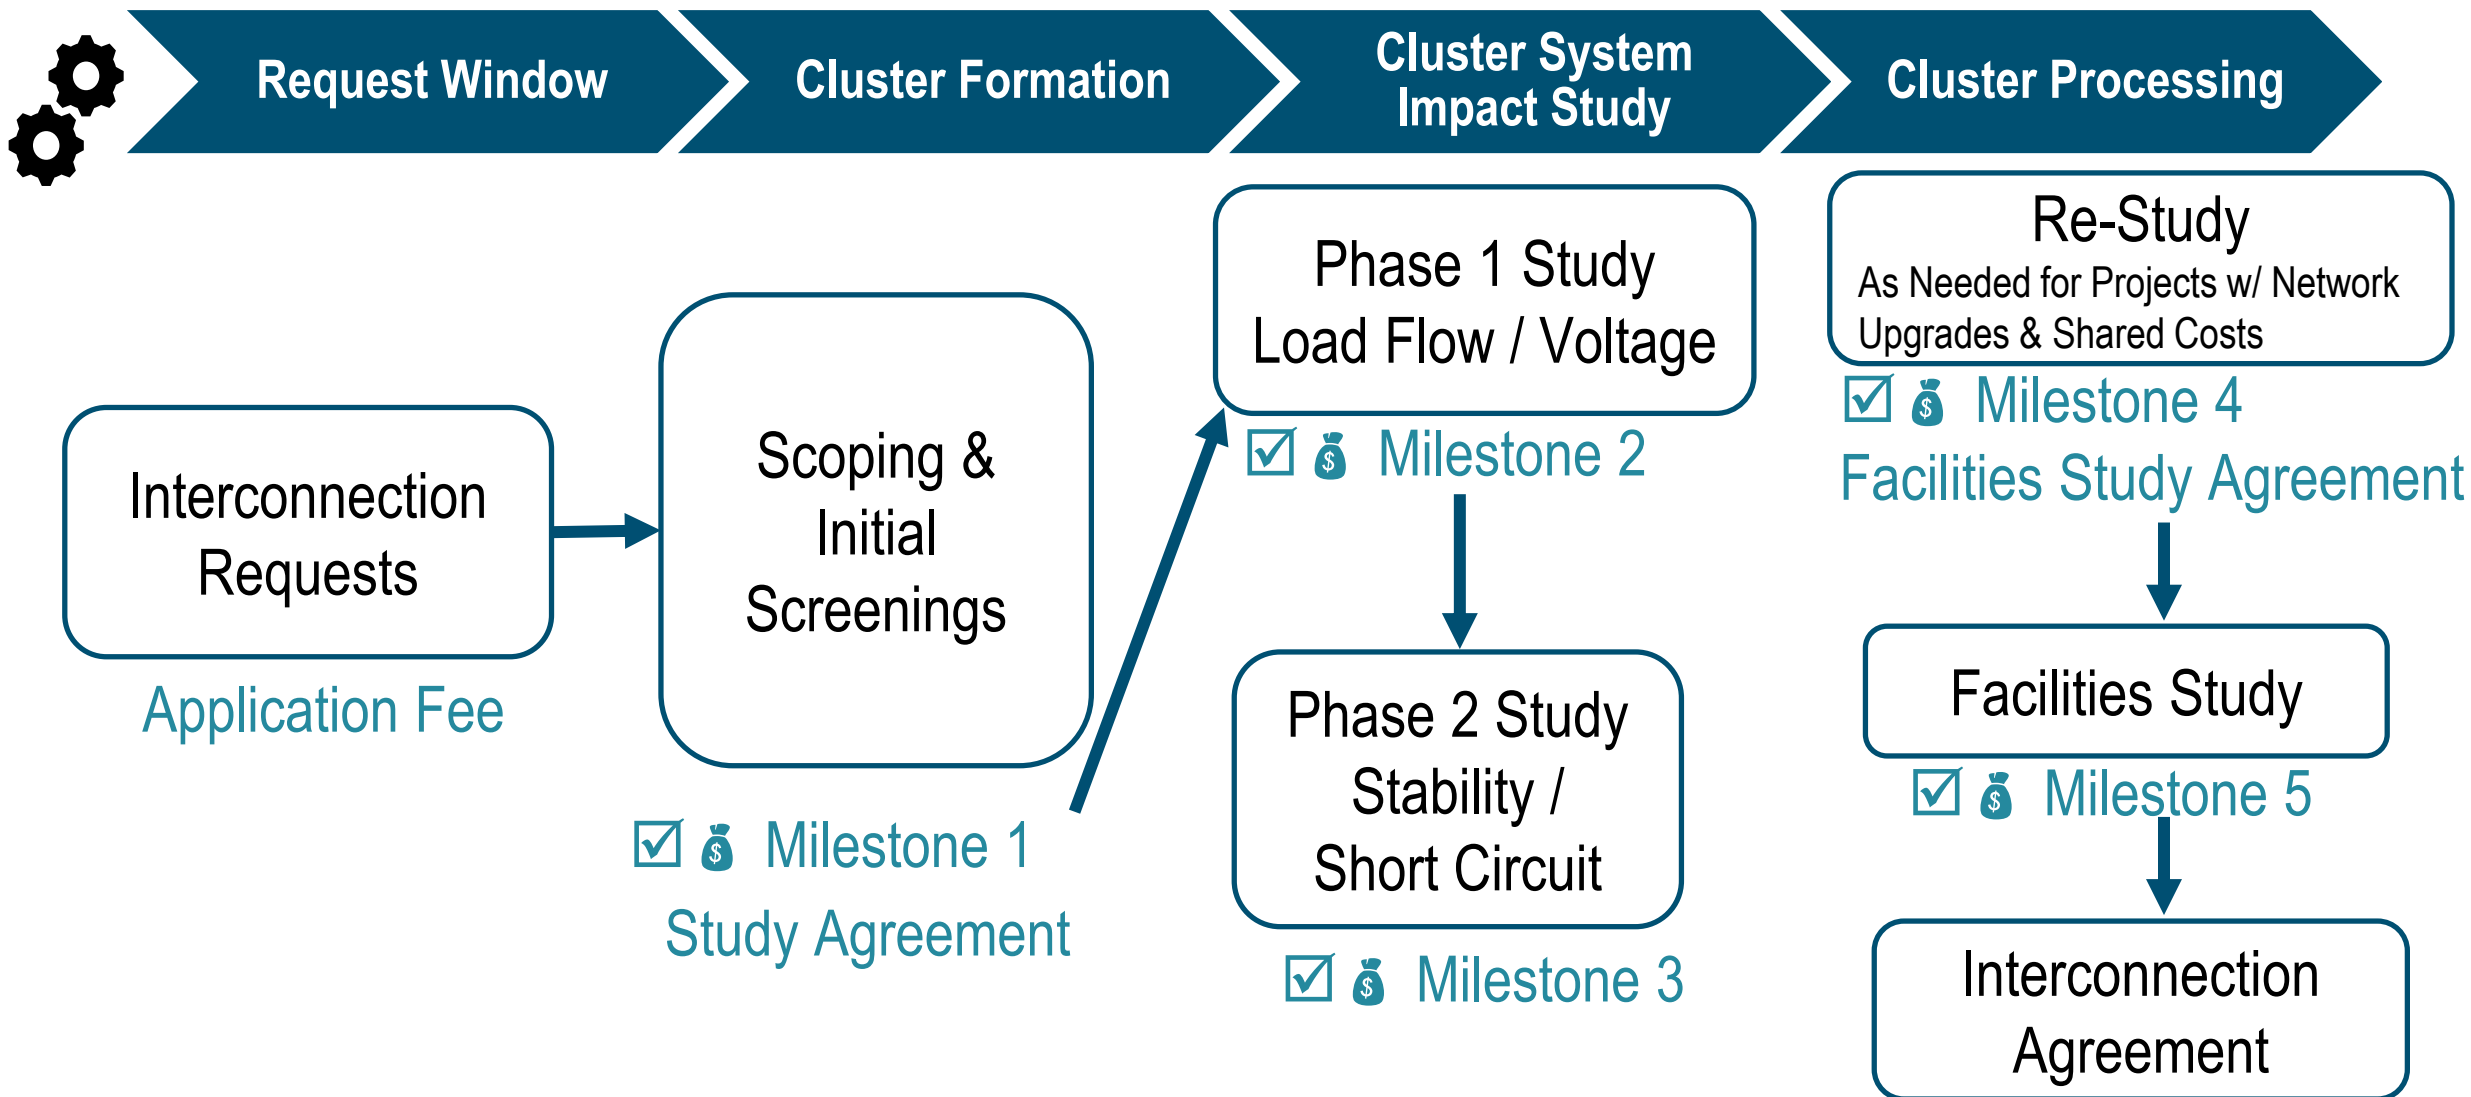 Request Window
Cluster Formation
Cluster System
Impact Study
Cluster Processing
Interconnection
Requests
Application Fee
Scoping &
Initial
Screenings
Milestone 1
Study Agreement
Phase 1 Study
Load Flow / Voltage
Milestone 2
Phase 2 Study
Stability /
Short Circuit
Milestone 3
Re-Study
As Needed for Projects w/ Network
Upgrades & Shared Costs
Milestone 4
Facilities Study Agreement
Facilities Study
Milestone 5
Interconnection
Agreement